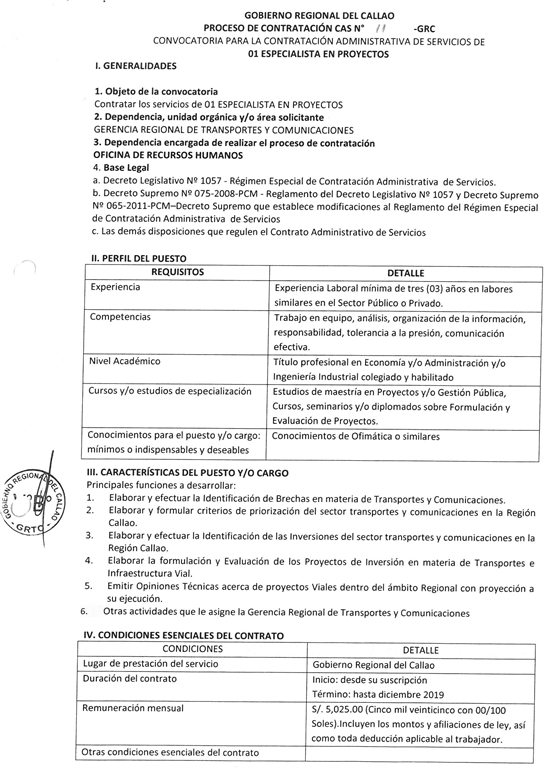 GOBIERNO REGIONAL DEL CALLAO
PROCESO DE CONTRATACIÓN CAS N° 11 -GRC
CONVOCATORIA PARA LA CONTRATACIÓN ADMINISTRATIVA DE SERVICIOS DE
01 ESPECIALISTA EN PROYECTOS
I. GENERALIDADES
1. Objeto de la convocatoria
Contratar los servicios de 01 ESPECIALISTA EN PROYECTOS
2. Dependencia, unidad orgánica y/o área solicitante
GERENCIA REGIONAL DE TRANSPORTES Y COMUNICACIONES
3. Dependencia encargada de realizar el proceso de contratación
OFICINA DE RECURSOS HUMANOS
4. Base Legal
a. Decreto Legislativo Nº 1057 - Régimen Especial de Contratación Administrativa de Servicios.
b. Decreto Supremo Nº 075-2008-PCM - Reglamento del Decreto Legislativo Nº 1057 y Decreto Supremo
Nº 065-2011-PCM–Decreto Supremo que establece modificaciones al Reglamento del Régimen Especial
de Contratación Administrativa de Servicios
c. Las demás disposiciones que regulen el Contrato Administrativo de Servicios
II. PERFIL DEL PUESTO
REQUISITOS DETALLE
Experiencia Experiencia Laboral mínima de tres (03) años en labores
similares en el Sector Público o Privado.
Competencias Trabajo en equipo, análisis, organización de la información,
responsabilidad, tolerancia a la presión, comunicación
efectiva.
Nivel Académico Título profesional en Economía y/o Administración y/o
Ingeniería Industrial colegiado y habilitado
Cursos y/o estudios de especialización Estudios de maestría en Proyectos y/o Gestión Pública,
Cursos, seminarios y/o diplomados sobre Formulación y
Evaluación de Proyectos.
Conocimientos para el puesto y/o cargo: Conocimientos de Ofimática o similares
mínimos o indispensables y deseables
III. CARACTERÍSTICAS DEL PUESTO Y/O CARGO
Principales funciones a desarrollar:
1. Elaborar y efectuar la Identificación de Brechas en materia de Transportes y Comunicaciones.
2. Elaborar y formular criterios de priorización del sector transportes y comunicaciones en la Región
Callao.
3. Elaborar y efectuar la Identificación de las Inversiones del sector transportes y comunicaciones en la
Región Callao.
4. Elaborar la formulación y Evaluación de los Proyectos de Inversión en materia de Transportes e
Infraestructura Vial.
5. Emitir Opiniones Técnicas acerca de proyectos Viales dentro del ámbito Regional con proyección a
su ejecución.
6. Otras actividades que le asigne la Gerencia Regional de Transportes y Comunicaciones
GOBIERNO REGIONAL DEL CALLAO
- GRTC -
IV. CONDICIONES ESENCIALES DEL CONTRATO
CONDICIONES DETALLE
Lugar de prestación del servicio Gobierno Regional del Callao
Duración del contrato Inicio: desde su suscripción
Término: hasta diciembre 2019
Remuneración mensual S/. 5,025.00 (Cinco mil veinticinco con 00/100
Soles).Incluyen los montos y afiliaciones de ley, así
como toda deducción aplicable al trabajador.
Otras condiciones esenciales del contrato